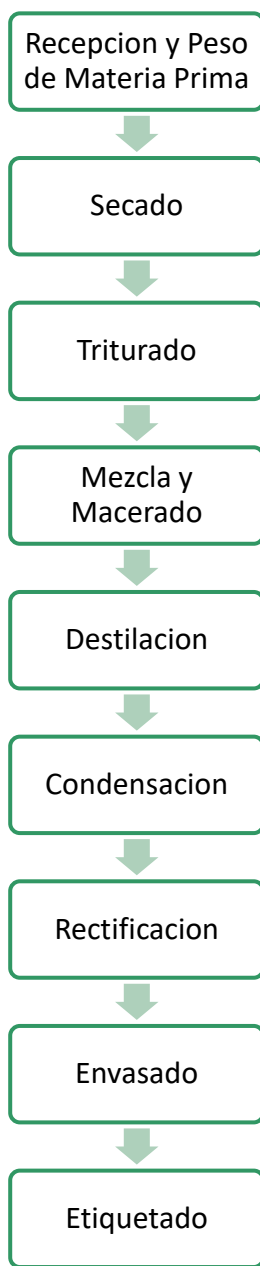 Recepcion y Peso
de Materia Prima
Secado
Triturado
Mezcla y
Macerado
Destilacion
Condensacion
Rectificacion
Envasado
Etiquetado